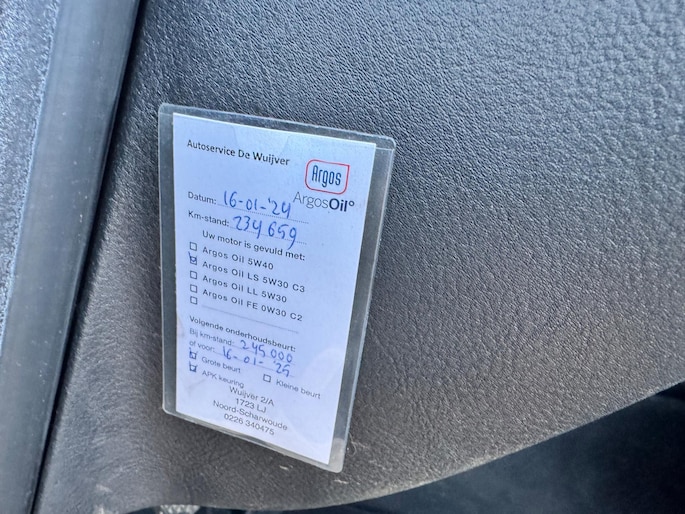 Autoservice De Wuijver
Argos
ArgosOil
Datum: 16-01-'24
Km-stand: 234 659
Uw motor is gevuld met:
Argos Oil 5W40
Argos Oil LS 5W30 C3
Argos Oil LL 5W30
Argos Oil FE 0W30 C2
Volgende onderhoudsbeurt:
Bij km-stand: 245.000
of voor: 16-01-'25
Grote beurt Kleine beurt
APK keuring
Wuijver 2/A
1723 LJ
Noord-Scharwoude
0226 340475